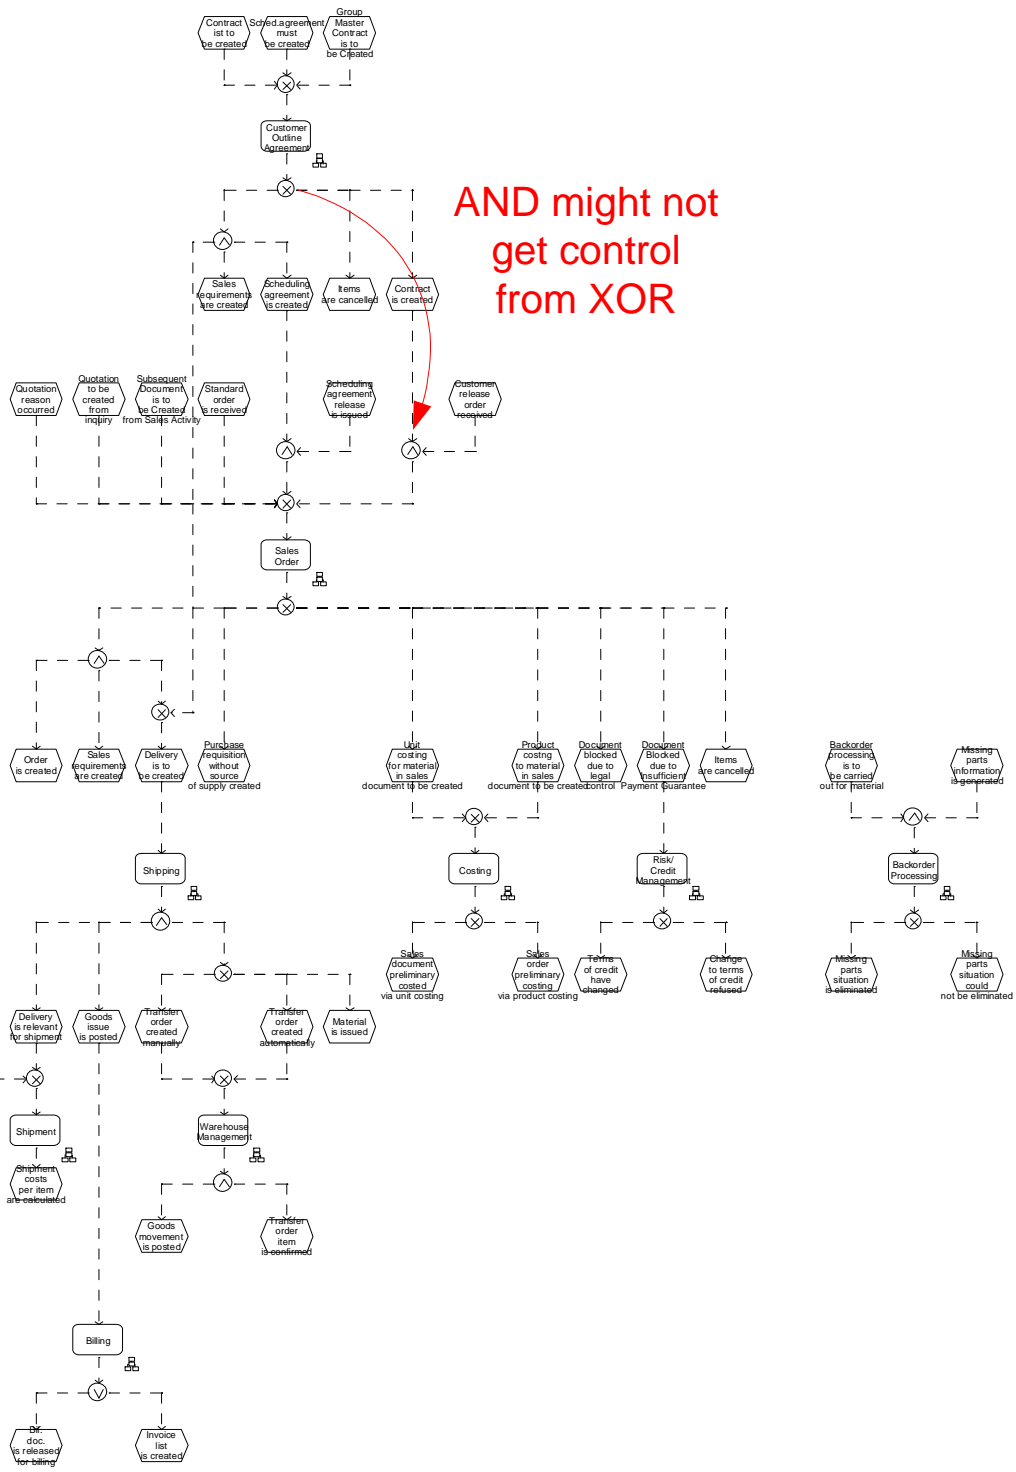 Contract
ist to
be created
Sched.agreement
must
be created
Group
Master
Contract
is to
be Created
Customer
Outline
Agreement
AND might not
get control
from XOR
Sales
requirements
are created
Scheduling
agreement
is created
Items
are cancelled
Contract
is created
Quotation
reason
occurred
Quotation
to be
created
from
inquiry
Subsequent
Document
is to
be Created
from Sales Activity
Standard
order
is received
Scheduling
agreement
release
is issued
Customer
release
order
received
Sales
Order
Order
is created
Sales
requirements
are created
Delivery
is to
be created
Purchase
requisition
without
source
of supply created
Unit
costing
for material
in sales
document to be created
Product
costng
to material
in sales
document to be created
Document
blocked
due to
legal
control
Document
Blocked
due to
Insufficient
Payment Guarantee
Items
are cancelled
Backorder
processing
is to
be carried
out for material
Missing
parts
information
is generated
Shipping
Costing
Risk/
Credit
Management
Backorder
Processing
Sales
document
preliminary
costed
via unit costing
Sales
order
preliminary
costing
via product costing
Terms
of credit
have
changed
Change
to terms
of credit
refused
Missing
parts
situation
is eliminated
Missing
parts
situation
could
not be eliminated
Delivery
is relevant
for shipment
Goods
issue
is posted
Transfer
order
created
manually
Transfer
order
created
automatically
Material
is issued
Shipment
Warehouse
Management
Shipment
costs
per item
are calculated
Goods
movement
is posted
Transfer
order
item
is confirmed
Billing
doc.
is released
for billing
Invoice
list
is created